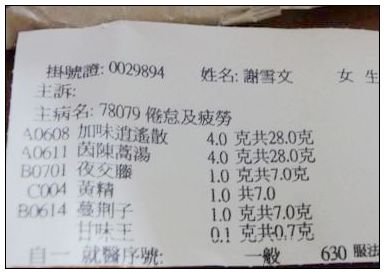 掛號證: 0029894 姓名: 謝雪文 女 生
主訴:
主病名: 78079 倦怠及疲勞
A0608 加味逍遙散 4.0 克共28.0克
A0611 茵陳蒿湯 4.0 克共28.0克
B0701 夜交藤 1.0 克共7.0克
C004 黃精 1.0 共7.0
B0614 蔓荊子 1.0 克共7.0克
甘味王 0.1 克共0.7克
自一 就醫序號: 一般 630 服法